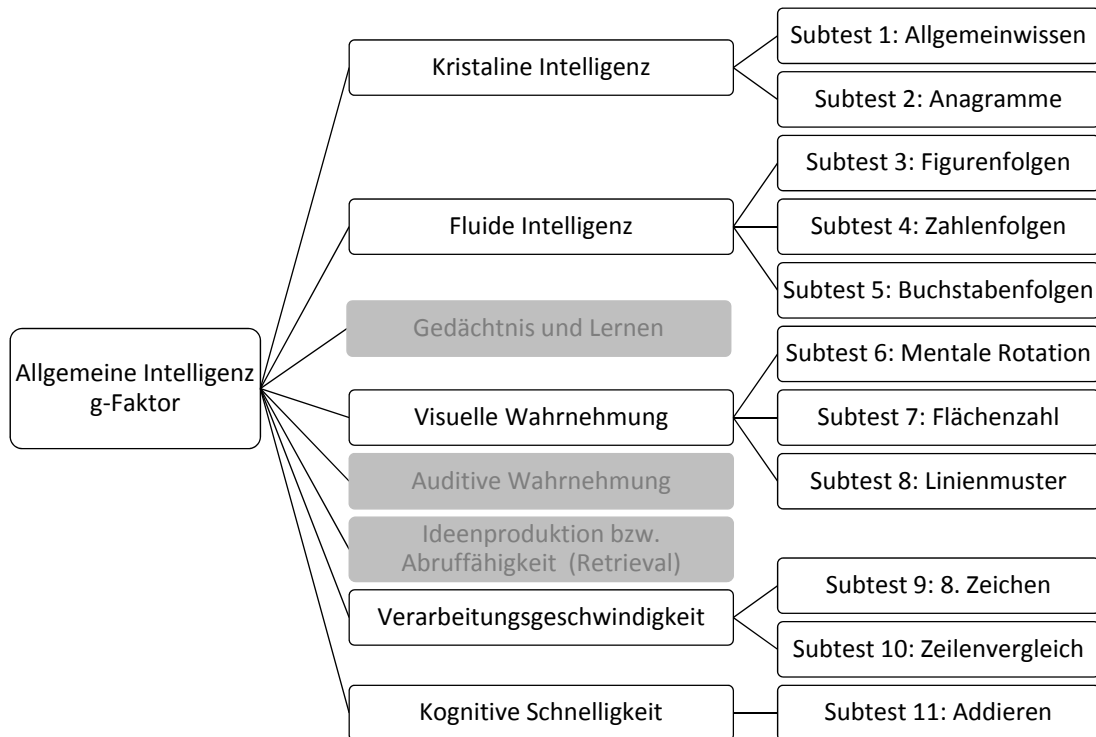 Allgemeine Intelligenz
g-Faktor
Kristaline Intelligenz
Subtest 1: Allgemeinwissen
Subtest 2: Anagramme
Fluide Intelligenz
Subtest 3: Figurenfolgen
Subtest 4: Zahlenfolgen
Subtest 5: Buchstabenfolgen
Gedächtnis und Lernen
Visuelle Wahrnehmung
Subtest 6: Mentale Rotation
Subtest 7: Flächenzahl
Subtest 8: Linienmuster
Auditive Wahrnehmung
Ideenproduktion bzw.
Abruffähigkeit (Retrieval)
Verarbeitungsgeschwindigkeit
Subtest 9: 8. Zeichen
Subtest 10: Zeilenvergleich
Kognitive Schnelligkeit
Subtest 11: Addieren